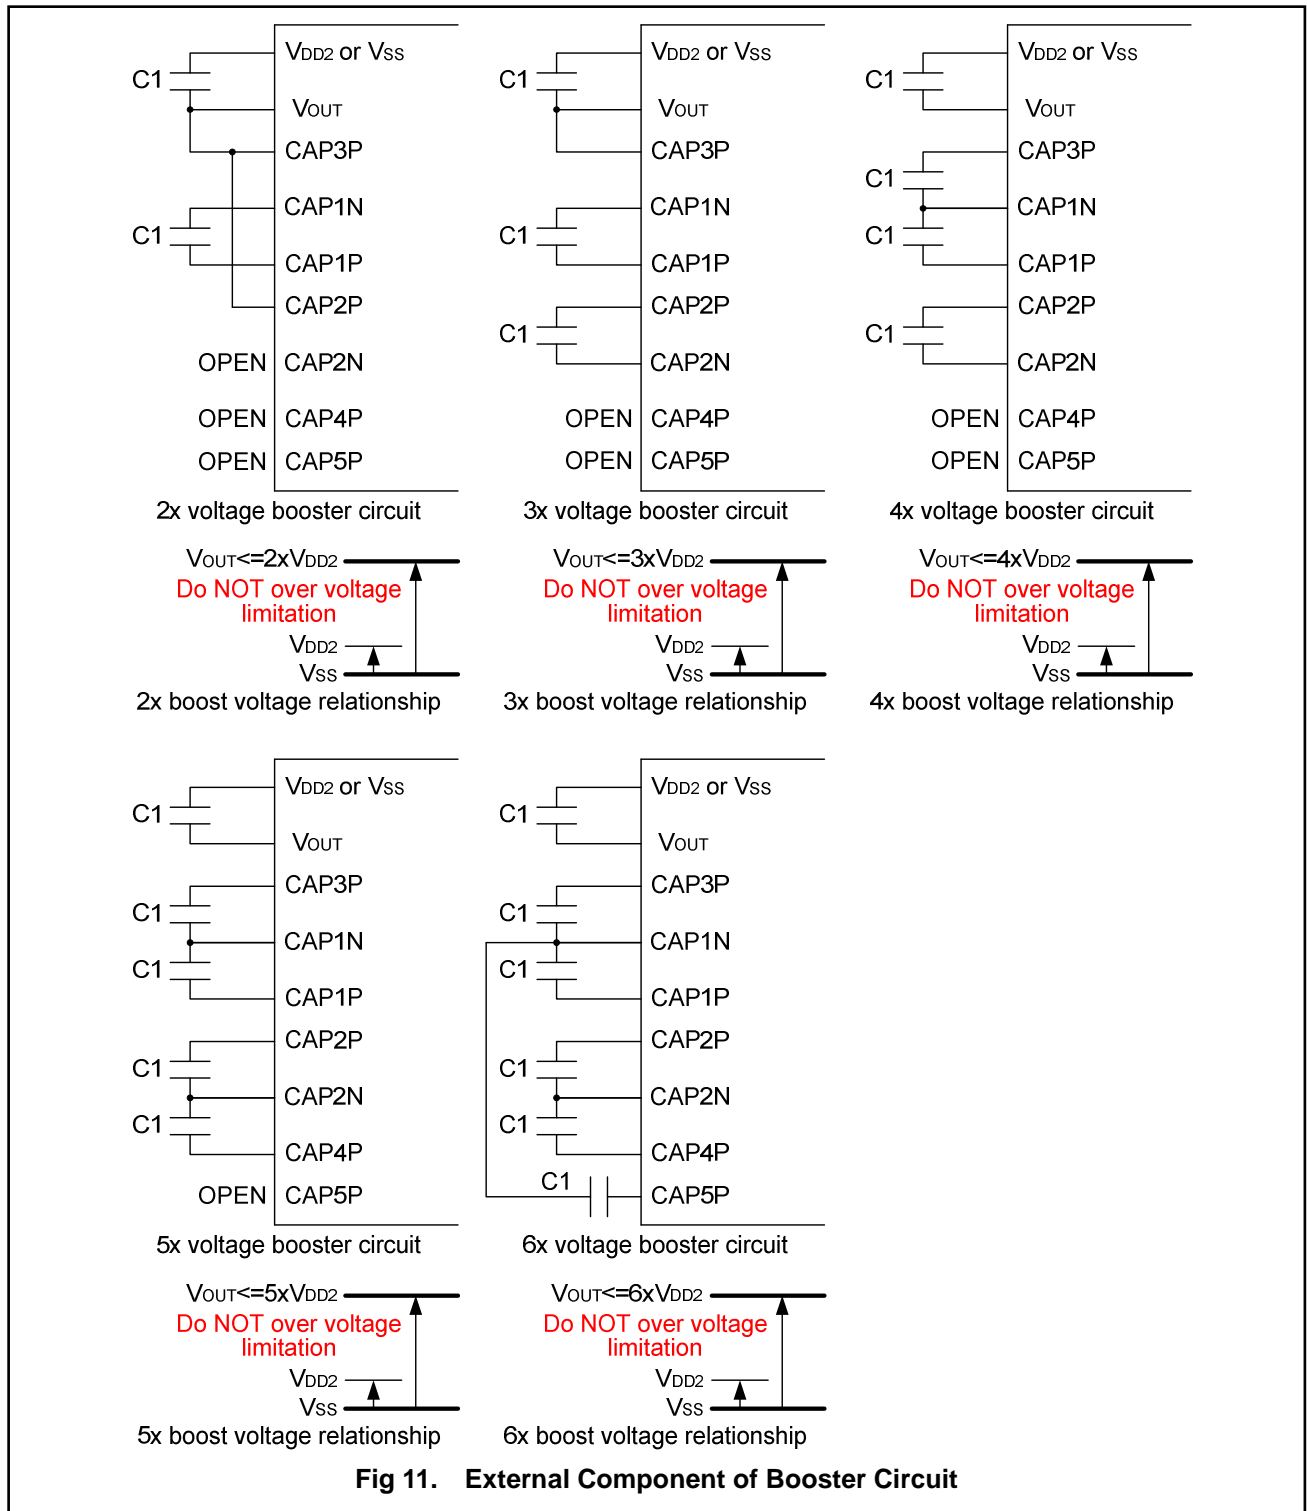 VDD2 or VSS
C1
VOUT
CAP3P
CAP1N
C1
CAP1P
CAP2P
OPEN CAP2N
OPEN CAP4P
OPEN CAP5P
2x voltage booster circuit
VOUT<=2xVDD2
Do NOT over voltage
limitation
VDD2
VSS
2x boost voltage relationship
VDD2 or VSS
C1
VOUT
CAP3P
CAP1N
C1
CAP1P
CAP2P
C1
CAP2N
OPEN CAP4P
OPEN CAP5P
3x voltage booster circuit
VOUT<=3xVDD2
Do NOT over voltage
limitation
VDD2
VSS
3x boost voltage relationship
VDD2 or VSS
C1
VOUT
CAP3P
C1
CAP1N
C1
CAP1P
CAP2P
C1
CAP2N
OPEN CAP4P
OPEN CAP5P
4x voltage booster circuit
VOUT<=4xVDD2
Do NOT over voltage
limitation
VDD2
VSS
4x boost voltage relationship
VDD2 or VSS
C1
VOUT
CAP3P
C1
CAP1N
C1
CAP1P
CAP2P
C1
CAP2N
C1
CAP4P
OPEN CAP5P
5x voltage booster circuit
VOUT<=5xVDD2
Do NOT over voltage
limitation
VDD2
VSS
5x boost voltage relationship
VDD2 or VSS
C1
VOUT
CAP3P
C1
CAP1N
C1
CAP1P
CAP2P
C1
CAP2N
C1
CAP4P
C1
CAP5P
6x voltage booster circuit
VOUT<=6xVDD2
Do NOT over voltage
limitation
VDD2
VSS
6x boost voltage relationship
Fig 11. External Component of Booster Circuit